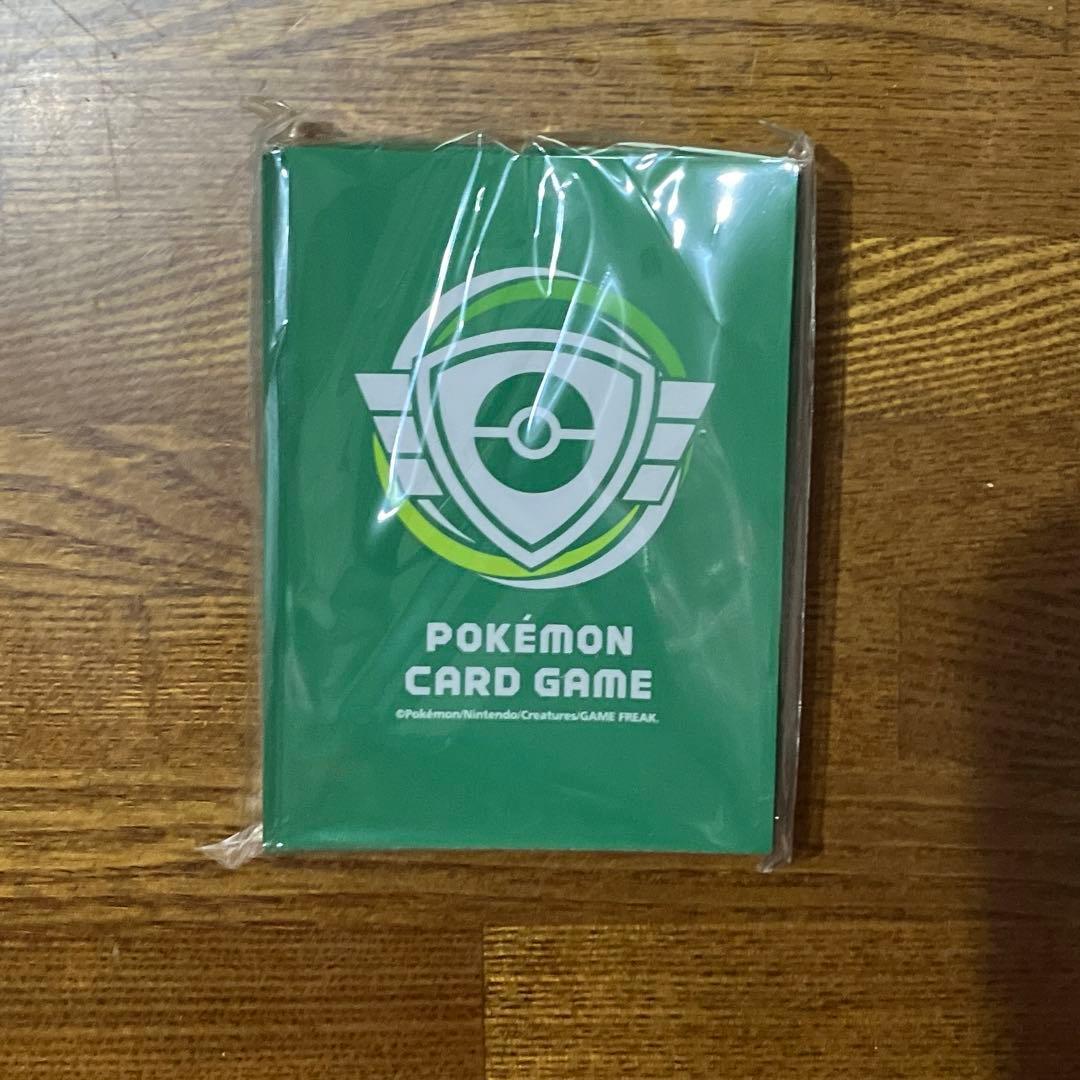 POKÉMON
CARD GAME
©Pokémon/Nintendo/Creatures/GAME FREAK.